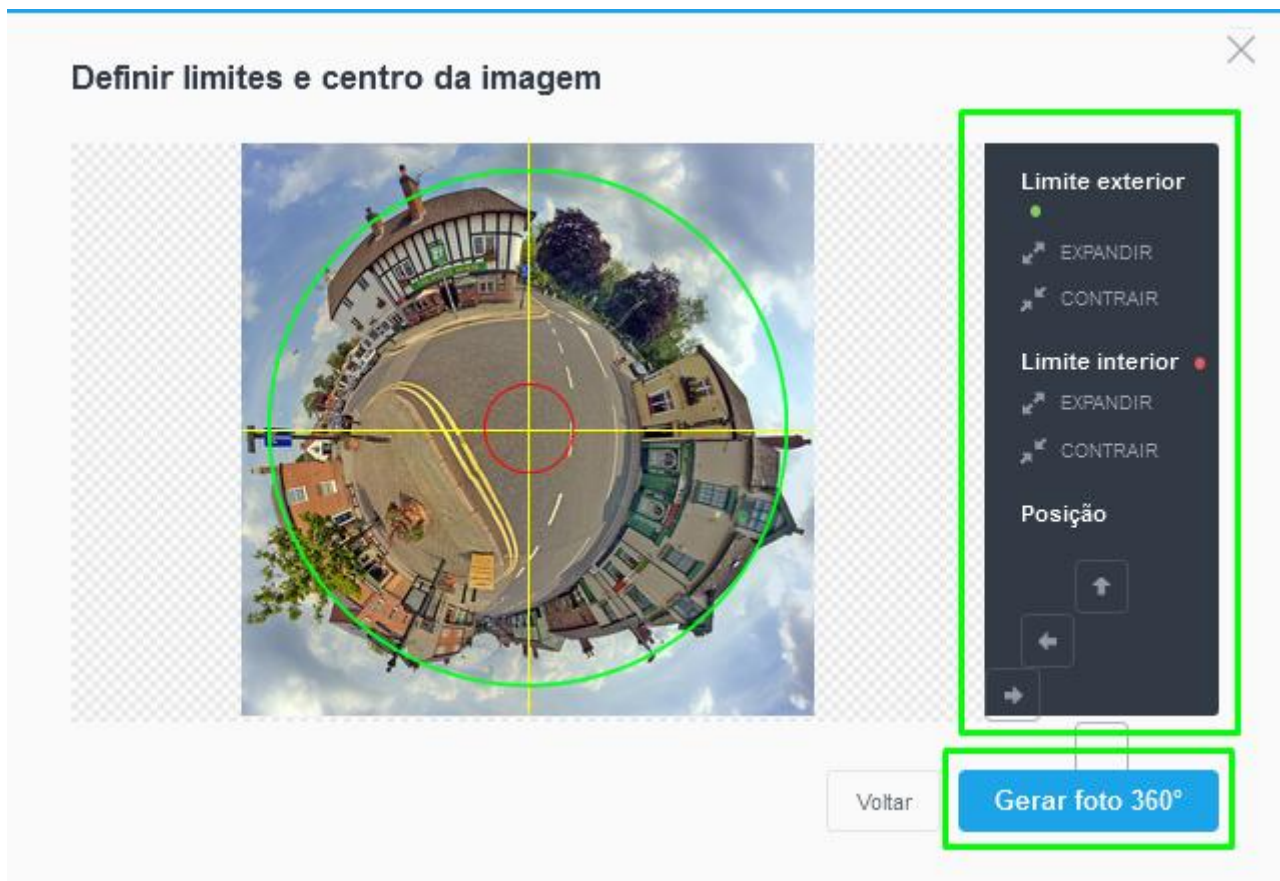 Definir limites e centro da imagem
Limite exterior
EXPANDIR
CONTRAIR
Limite interior
EXPANDIR
CONTRAIR
Posição
Voltar
Gerar foto 360°